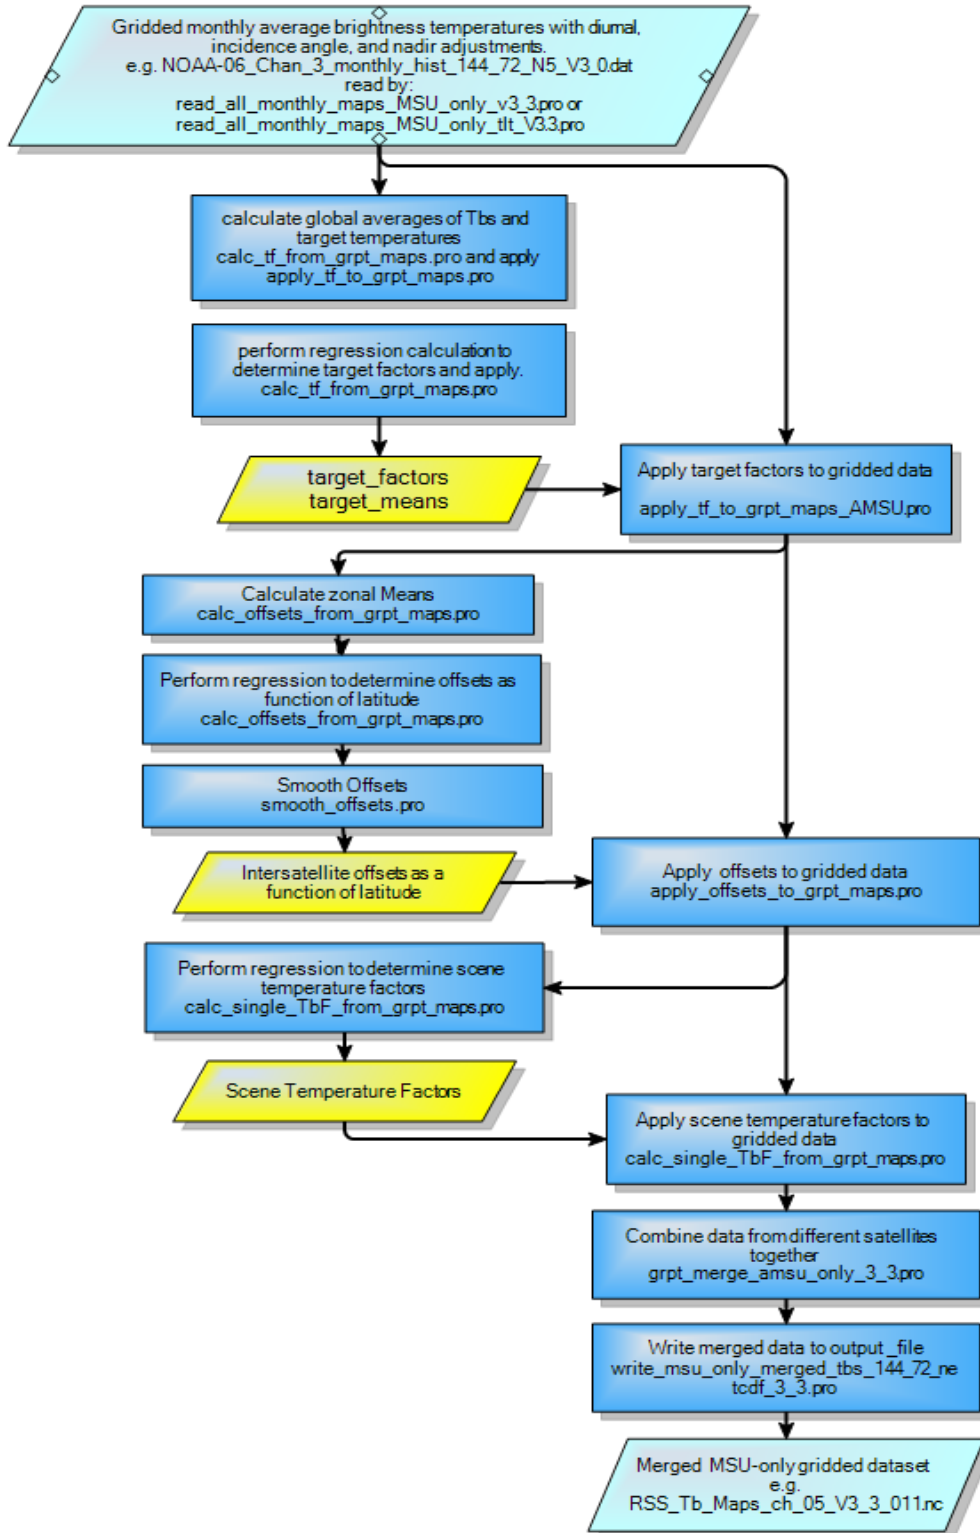 Gridded monthly average brightness temperatures with diurnal,
incidence angle, and nadir adjustments.
e.g. NOAA-06_Chan_3_monthly_hist_144_72_N5_V3_0.dat
read by:
read_all_monthly_maps_MSU_only_v3_3.pro or
read_all_monthly_maps_MSU_only_tlt_V3.3.pro
calculate global averages of Tbs and
target temperatures
calc_tf_from_grpt_maps.pro and apply
apply_tf_to_grpt_maps.pro
perform regression calculation to
determine target factors and apply.
calc_tf_from_grpt_maps.pro
target_factors
target_means
Apply target factors to gridded data
apply_tf_to_grpt_maps_AMSU.pro
Calculate zonal Means
calc_offsets_from_grpt_maps.pro
Perform regression to determine offsets as
function of latitude
calc_offsets_from_grpt_maps.pro
Smooth Offsets
smooth_offsets.pro
Intersatellite offsets as a
function of latitude
Apply offsets to gridded data
apply_offsets_to_grpt_maps.pro
Perform regression to determine scene
temperature factors
calc_single_TbF_from_grpt_maps.pro
Scene Temperature Factors
Apply scene temperature factors to
gridded data
calc_single_TbF_from_grpt_maps.pro
Combine data from different satellites
together
grpt_merge_amsu_only_3_3.pro
Write merged data to output_file
write_msu_only_merged_tbs_144_72_ne
tcdf_3_3.pro
Merged MSU-only gridded dataset
e.g.
RSS_Tb_Maps_ch_05_V3_3_011.nc